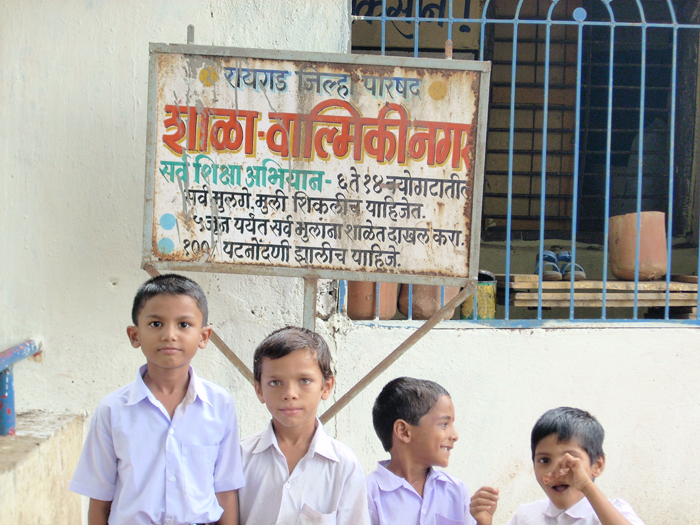 किसान !
रायगड जिल्हा परिषद
शाळा-वाल्मिकीनगर
सर्व शिक्षा अभियान- ६ ते १४ वयोगटातील
सर्व मुलगे, मुली शिकलीच पाहिजेत.
५ जून पर्यंत सर्व मुलांना शाळेत दाखल करा.
१००% पटनोंदणी झालीच पाहिजे.